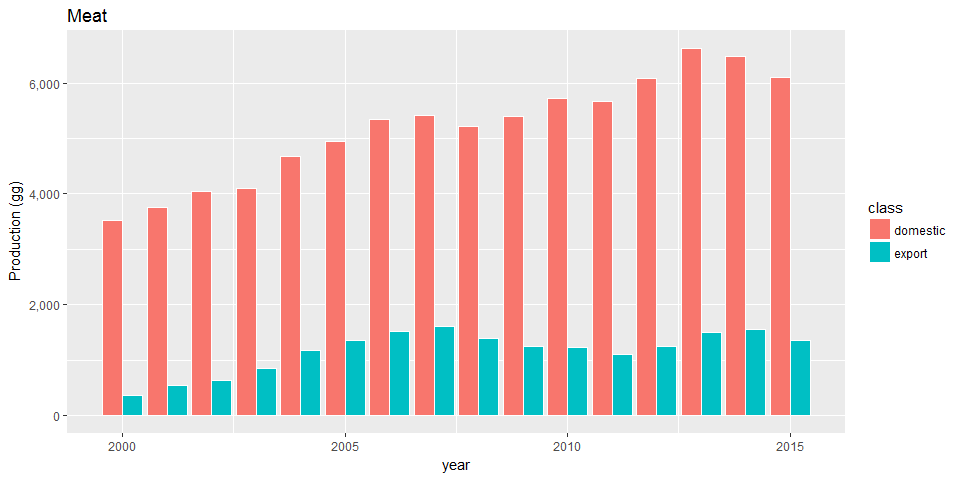 Meat
Production (gg)
6,000
4,000
2,000
0
2000 2005 2010 2015
year
class
domestic
export